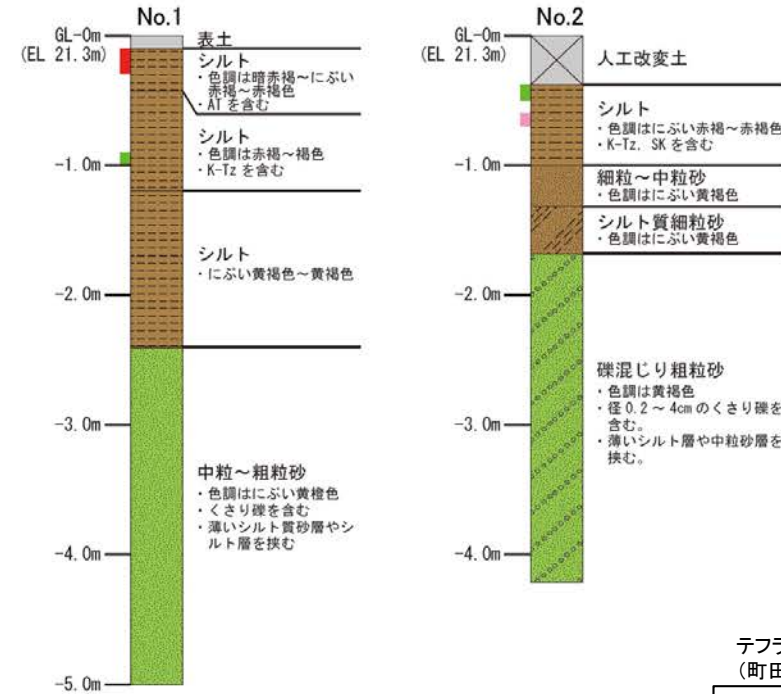 No.1
GL-0m
(EL 21.3m)
表土
シルト
・色調は暗赤褐～にぶい
赤褐～赤褐色
・ATを含む
シルト
・色調は赤褐～褐色
・K-Tzを含む
-1.0m
シルト
・にぶい黄褐色～黄褐色
-2.0m
-3.0m
中粒～粗粒砂
・色調はにぶい黄橙色
・くさり礫を含む
・薄いシルト質砂層やシ
ルト層を挟む
-4.0m
-5.0m
No.2
GL-0m
(EL 21.3m)
人工改変土
シルト
・色調はにぶい赤褐～赤褐色
・K-Tz, SKを含む
-1.0m
細粒～中粒砂
・色調はにぶい黄褐色
シルト質細粒砂
・色調はにぶい黄褐色
-2.0m
礫混じり粗粒砂
・色調は黄褐色
・径0.2～4cmのくさり礫を
含む。
・薄いシルト層や中粒砂層を
挟む。
-3.0m
-4.0m
テフラ
(町田